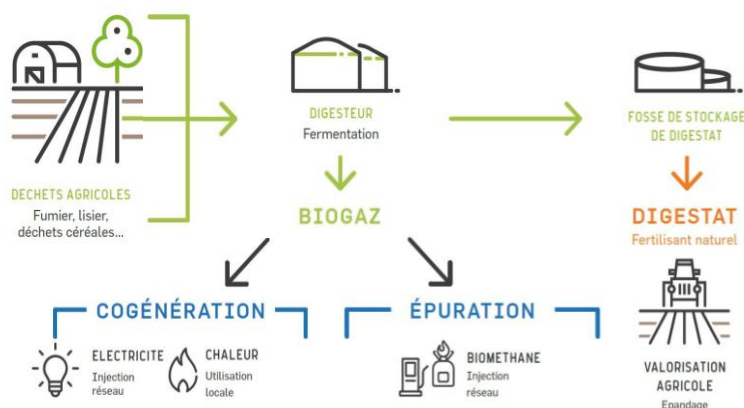 DÉCHETS AGRICOLES
Fumier, lisier,
déchets céréales...
DIGESTEUR
Fermentation
BIOGAZ
FOSSE DE STOCKAGE
DE DIGESTAT
DIGESTAT
Fertilisant naturel
COGÉNÉRATION
ELECTRICITE
Injection
réseau
CHALEUR
Utilisation
locale
ÉPURATION
BIOMETHANE
Injection
réseau
VALORISATION
AGRICOLE
Epandage